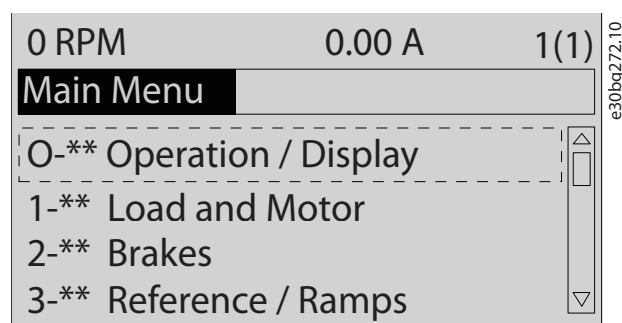 0 RPM 0.00 A 1(1)
Main Menu
O-** Operation / Display
1-** Load and Motor
2-** Brakes
3-** Reference / Ramps
e30bg272.10